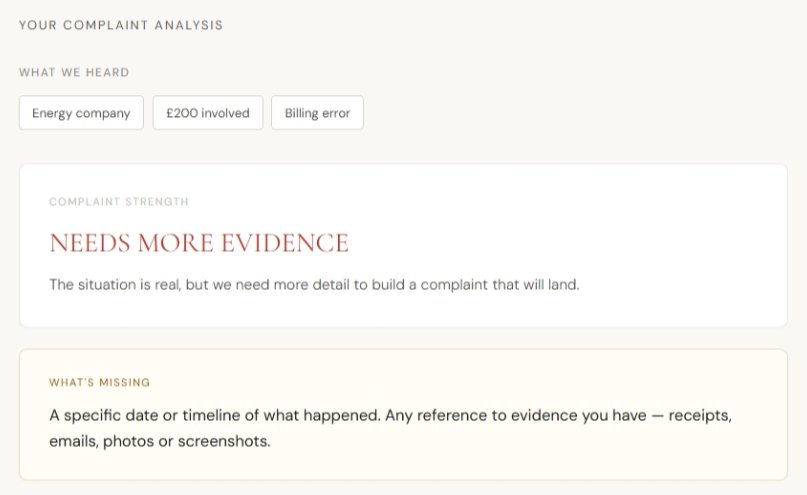 YOUR COMPLAINT ANALYSIS
WHAT WE HEARD
Energy company
£200 involved
Billing error
COMPLAINT STRENGTH
NEEDS MORE EVIDENCE
The situation is real, but we need more detail to build a complaint that will land.
WHAT'S MISSING
A specific date or timeline of what happened. Any reference to evidence you have — receipts,
emails, photos or screenshots.